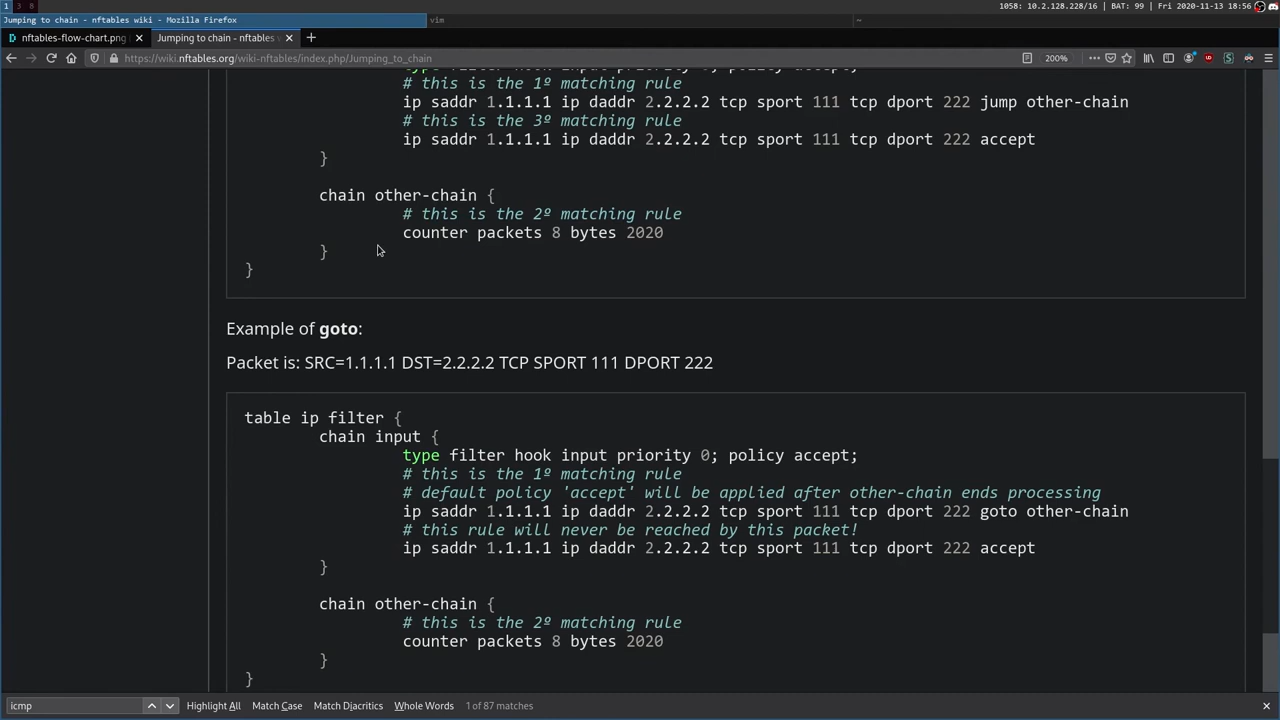 1 3 8 1058: 10.2.128.228/16 | BAT: 99 | Fri 2020-11-13 18:56
Jumping to chain - nftables wiki - Mozilla Firefox vim ~
nftables-flow-chart.png Jumping to chain - nftables
https://wiki.nftables.org/wiki-nftables/index.php/Jumping_to_chain 200%
type filter hook input priority 0; policy accept;
# this is the 1º matching rule
ip saddr 1.1.1.1 ip daddr 2.2.2.2 tcp sport 111 tcp dport 222 jump other-chain
# this is the 3º matching rule
ip saddr 1.1.1.1 ip daddr 2.2.2.2 tcp sport 111 tcp dport 222 accept
}
chain other-chain {
# this is the 2º matching rule
counter packets 8 bytes 2020
}
}
Example of goto:
Packet is: SRC=1.1.1.1 DST=2.2.2.2 TCP SPORT 111 DPORT 222
table ip filter {
chain input {
type filter hook input priority 0; policy accept;
# this is the 1º matching rule
# default policy 'accept' will be applied after other-chain ends processing
ip saddr 1.1.1.1 ip daddr 2.2.2.2 tcp sport 111 tcp dport 222 goto other-chain
# this rule will never be reached by this packet!
ip saddr 1.1.1.1 ip daddr 2.2.2.2 tcp sport 111 tcp dport 222 accept
}
chain other-chain {
# this is the 2º matching rule
counter packets 8 bytes 2020
}
}
icmp Highlight All Match Case Match Diacritics Whole Words 1 of 87 matches